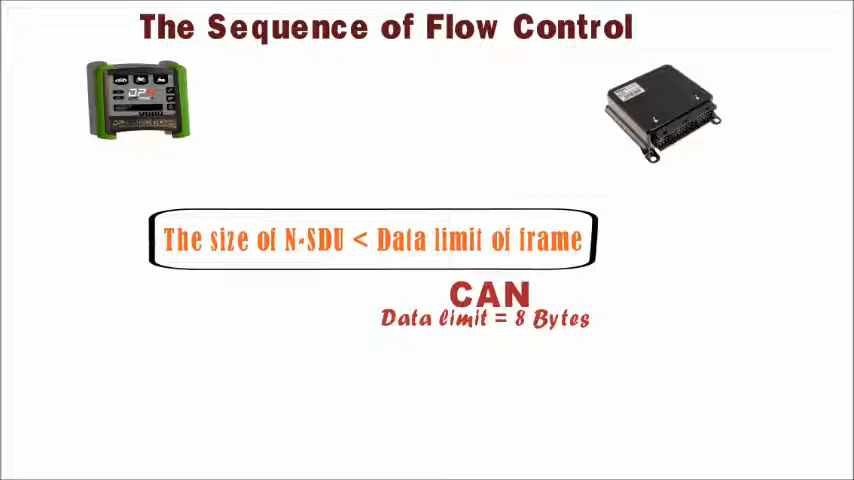 The Sequence of Flow Control
The size of N-SDU < Data limit of frame
CAN
Data limit = 8 Bytes